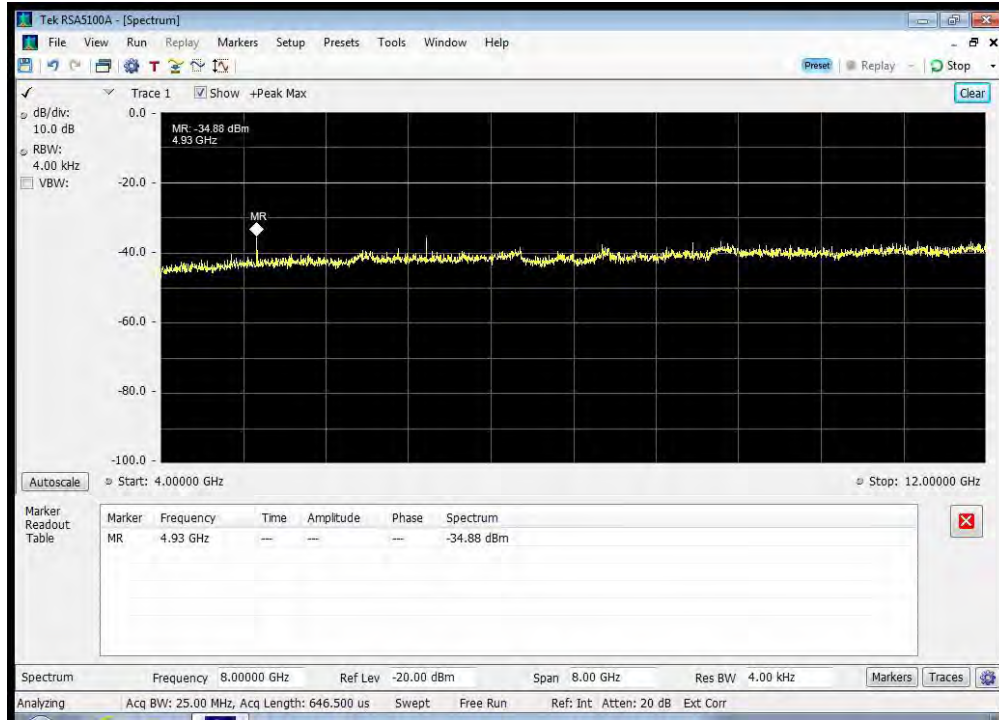 Tek RSA5100A - [Spectrum]
File View Run Replay Markers Setup Presets Tools Window Help
T
Preset Replay Stop
Trace 1 Show +Peak Max Clear
dB/div:
10.0 dB
RBW:
4.00 kHz
VBW:
0.0
-20.0
-40.0
-60.0
-80.0
-100.0
MR: -34.88 dBm
4.93 GHz
MR
Autoscale Start: 4.00000 GHz Stop: 12.00000 GHz
Marker
Readout
Table
Marker Frequency Time Amplitude Phase Spectrum
MR 4.93 GHz --- --- --- -34.88 dBm
Spectrum Frequency 8.00000 GHz Ref Lev -20.00 dBm Span 8.00 GHz Res BW 4.00 kHz Markers Traces
Analyzing Acq BW: 25.00 MHz, Acq Length: 646.500 us Swept Free Run Ref: Int Atten: 20 dB Ext Corr